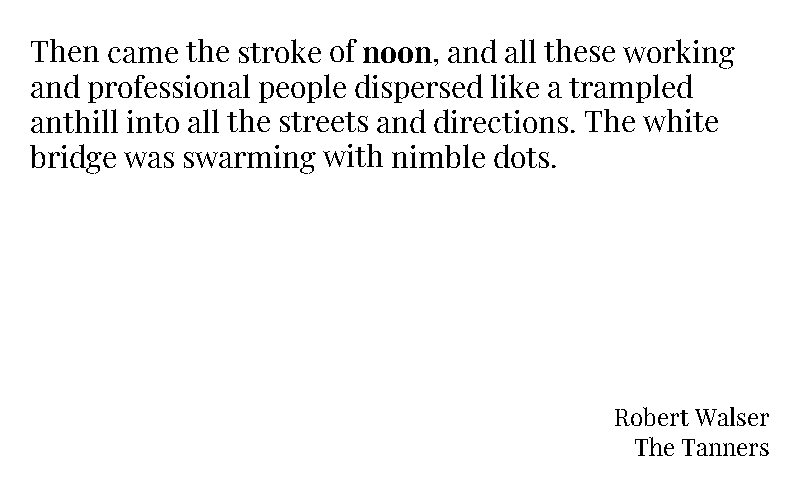 Then came the stroke of noon, and all these working
and professional people dispersed like a trampled
anthill into all the streets and directions. The white
bridge was swarming with nimble dots.
Robert Walser
The Tanners